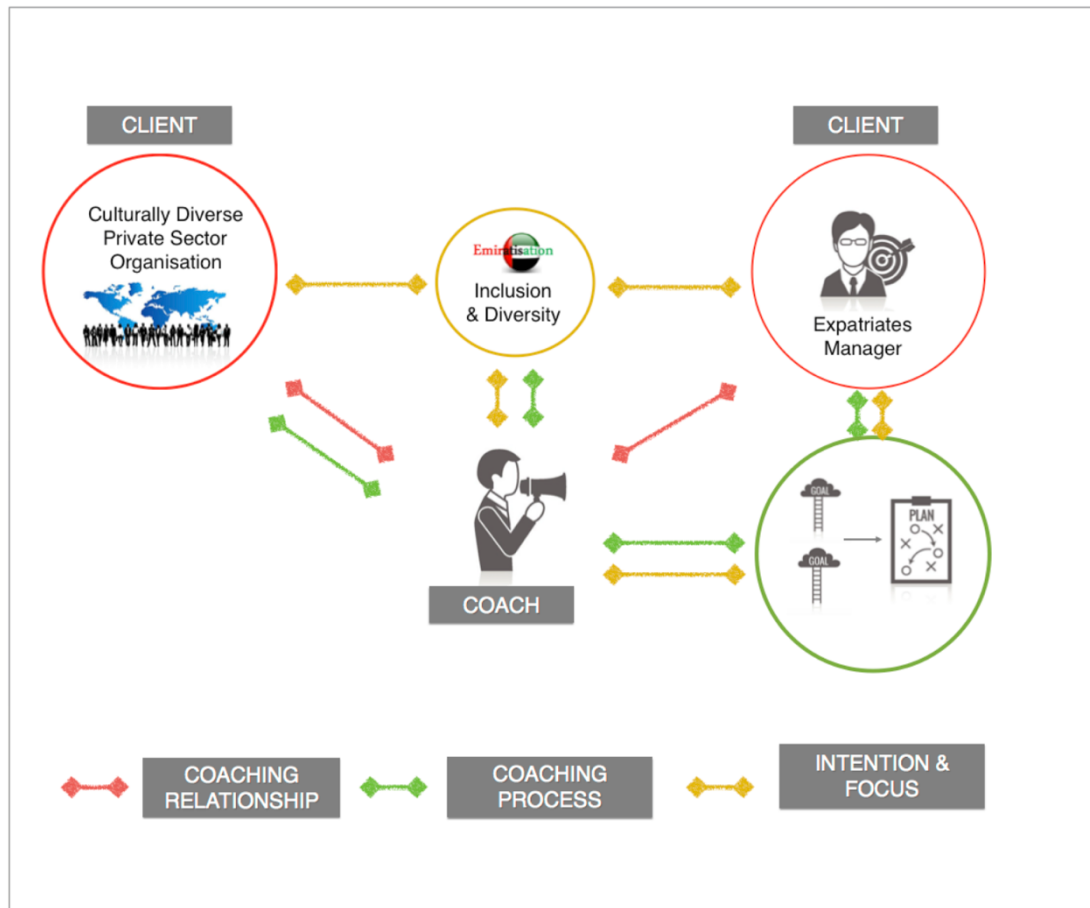 CLIENT
CLIENT
Culturally Diverse
Private Sector
Organisation
Emiratisation
Inclusion
& Diversity
Expatriates
Manager
GOAL
GOAL
PLAN
COACH
COACHING
RELATIONSHIP
COACHING
PROCESS
INTENTION &
FOCUS